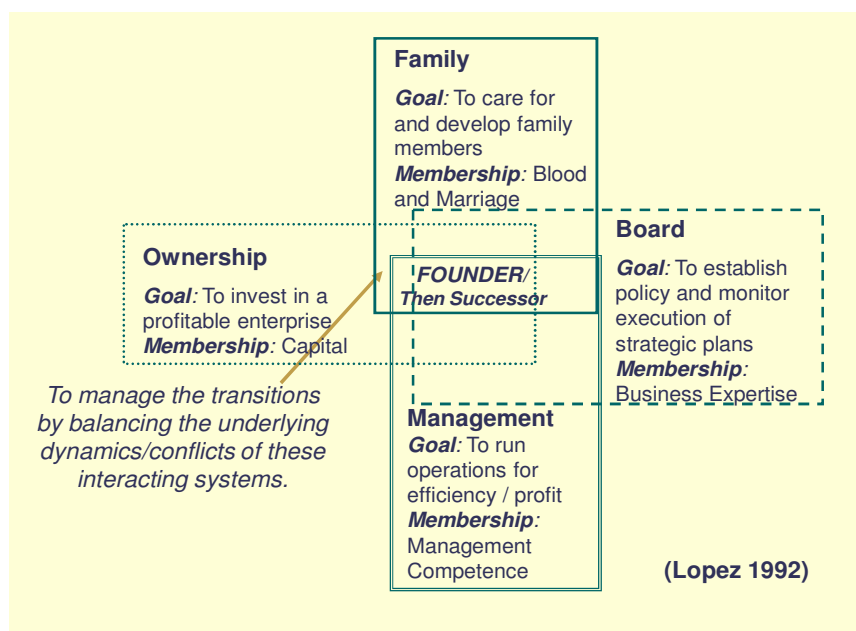 Family
Goal: To care for
and develop family
members
Membership: Blood
and Marriage
Board
Goal: To establish
policy and monitor
execution of
strategic plans
Membership:
Business Expertise
Ownership
Goal: To invest in a
profitable enterprise
Membership: Capital
FOUNDER/
Then Successor
To manage the transitions
by balancing the underlying
dynamics/conflicts of these
interacting systems.
Management
Goal: To run
operations for
efficiency / profit
Membership:
Management
Competence
(Lopez 1992)